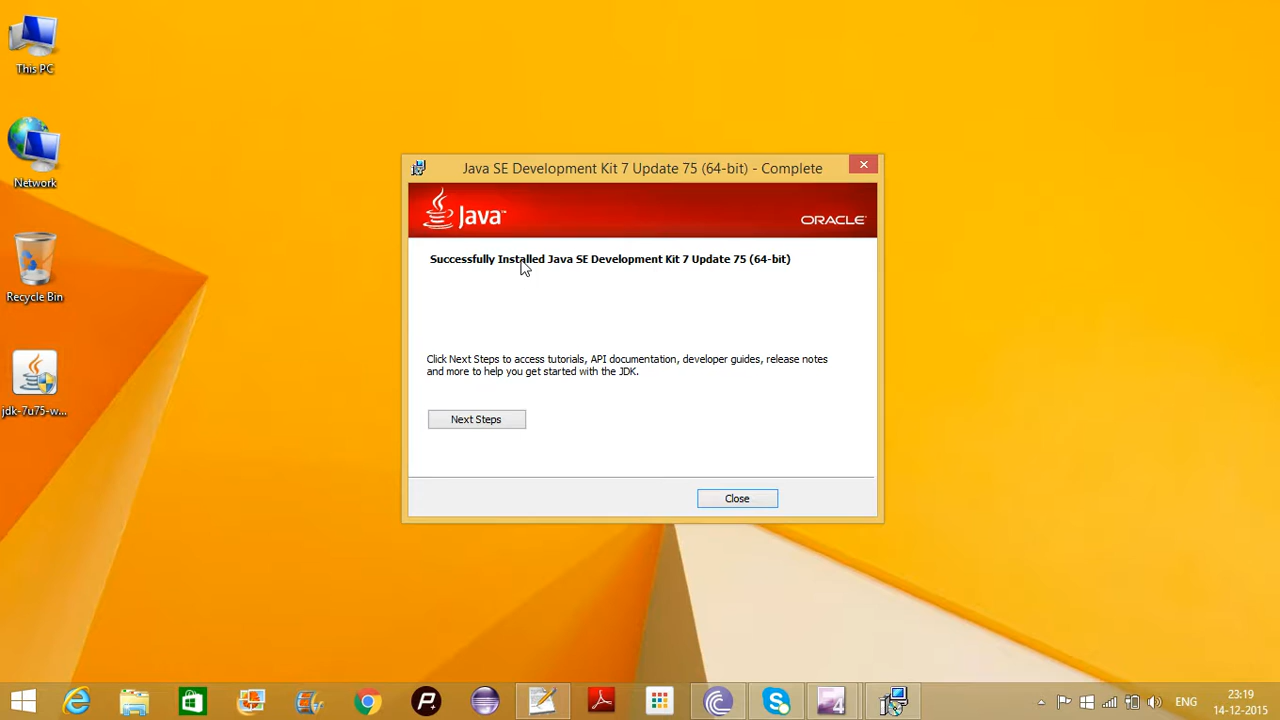 This PC
Network
Recycle Bin
jdk-7u75-w...
Java SE Development Kit 7 Update 75 (64-bit) - Complete
Java™
ORACLE
Successfully Installed Java SE Development Kit 7 Update 75 (64-bit)
Click Next Steps to access tutorials, API documentation, developer guides, release notes
and more to help you get started with the JDK.
Next Steps
Close
4
ENG
23:19
14-12-2015